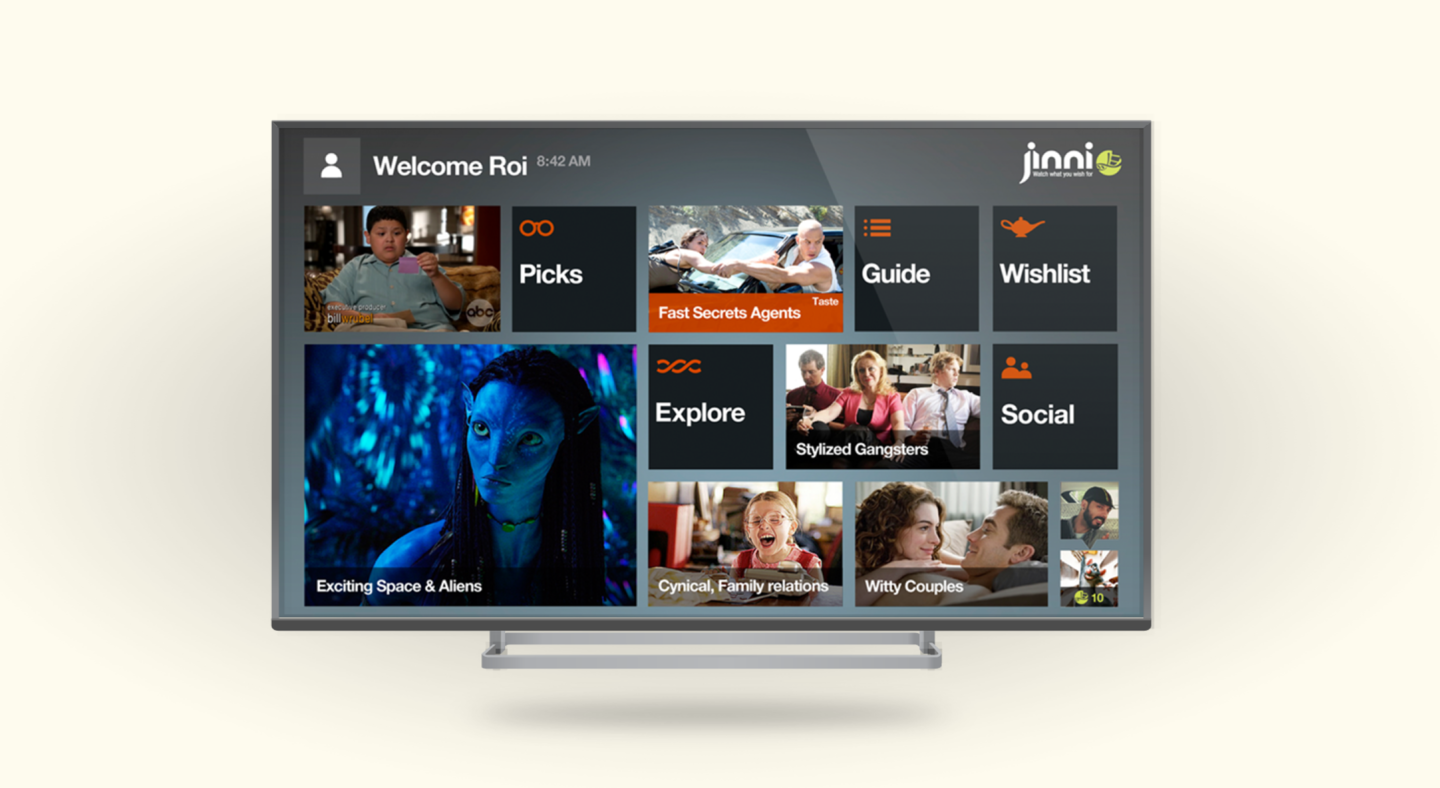 Welcome Roi 8:42 AM
jinni
Watch what you wish for
executive producer
bill wrubel
abc
Picks
Taste
Fast Secrets Agents
Guide
Wishlist
Exciting Space & Aliens
Explore
Stylized Gangsters
Social
Cynical, Family relations
Witty Couples
10